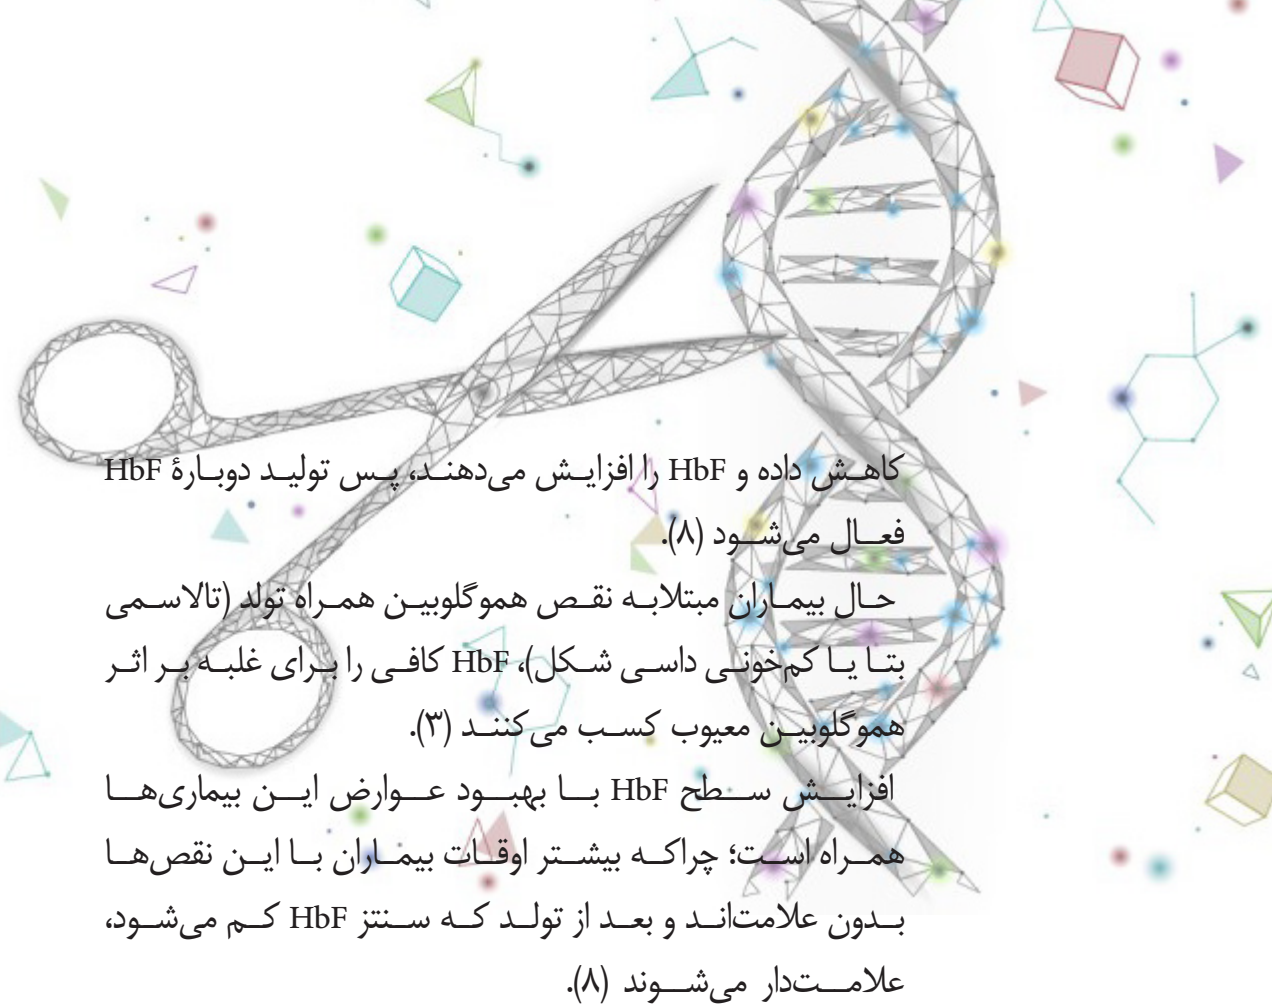 کاهش داده و HbF را افزایش می‌دهند، پس تولید دوبارهٔ HbF
فعال می‌شود (۸).
حال بیماران مبتلابه نقص هموگلوبین همراه تولد (تالاسمی
بتا یا کم‌خونی داسی شکل)، HbF کافی را برای غلبه بر اثر
هموگلوبین معیوب کسب می‌کنند (۳).
افزایش سطح HbF با بهبود عوارض این بیماری‌ها
همراه است؛ چراکه بیشتر اوقات بیماران با این نقص‌ها
بدون علامت‌اند و بعد از تولد که سنتز HbF کم می‌شود،
علامت‌دار می‌شوند (۸).